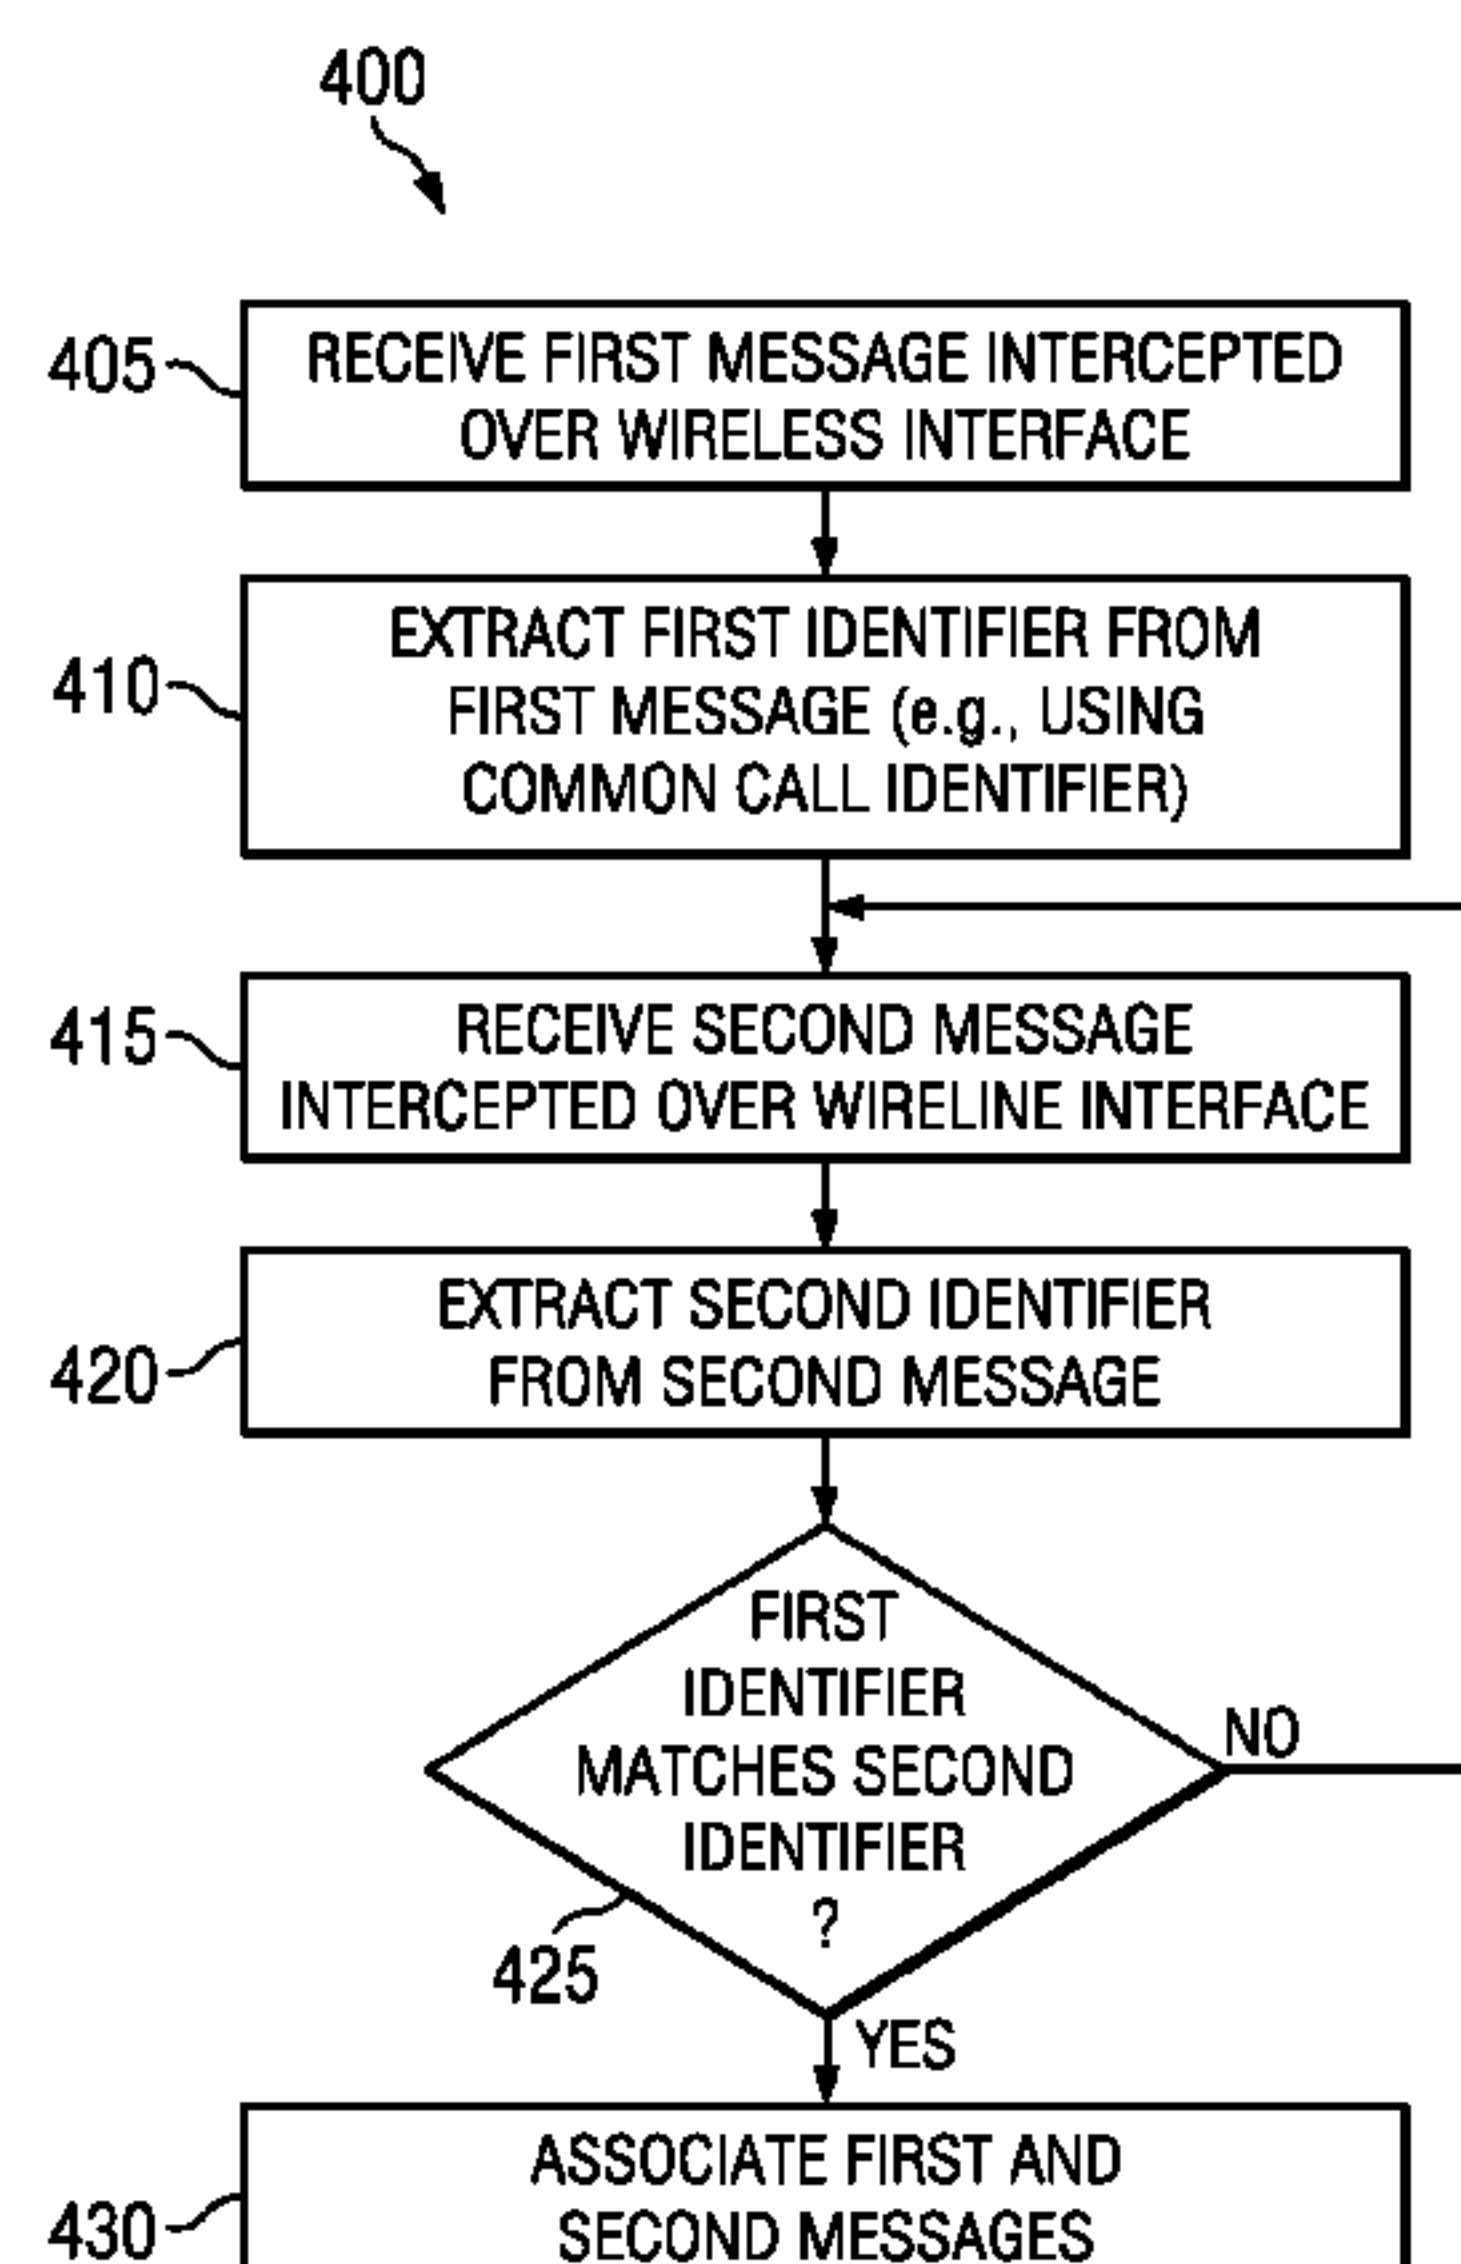 400
405
RECEIVE FIRST MESSAGE INTERCEPTED
OVER WIRELESS INTERFACE
410
EXTRACT FIRST IDENTIFIER FROM
FIRST MESSAGE (e.g., USING
COMMON CALL IDENTIFIER)
415
RECEIVE SECOND MESSAGE
INTERCEPTED OVER WIRELINE INTERFACE
420
EXTRACT SECOND IDENTIFIER
FROM SECOND MESSAGE
FIRST
IDENTIFIER
MATCHES SECOND
IDENTIFIER
?
NO
425
YES
430
ASSOCIATE FIRST AND
SECOND MESSAGES